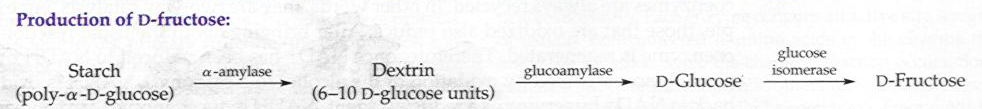 Production of D-fructose:
Starch
(poly-α-D-glucose)
α-amylase
Dextrin
(6–10 D-glucose units)
glucoamylase
D-Glucose
glucose
isomerase
D-Fructose